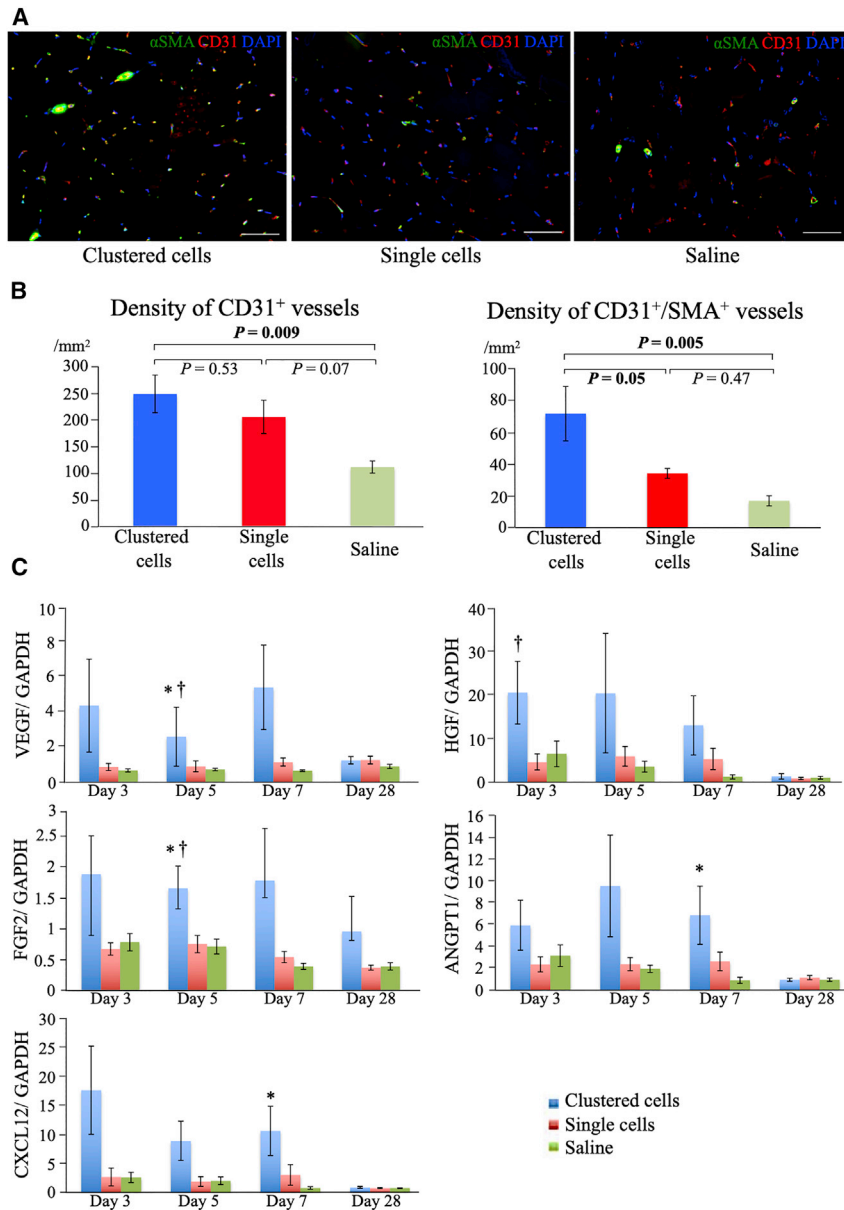 A
αSMA CD31 DAPI
αSMA CD31 DAPI
αSMA CD31 DAPI
Clustered cells
Single cells
Saline
B
Density of CD31+ vessels
P = 0.009
/mm2
P = 0.53
P = 0.07
300
250
200
150
100
50
0
Clustered cells
Single cells
Saline
Density of CD31+/SMA+ vessels
P = 0.005
/mm2
P = 0.05
P = 0.47
100
80
60
40
20
0
Clustered cells
Single cells
Saline
C
VEGF/ GAPDH
10
8
6
4
2
0
* †
Day 3
Day 5
Day 7
Day 28
HGF/ GAPDH
40
30
20
10
0
†
Day 3
Day 5
Day 7
Day 28
FGF2/ GAPDH
3
2.5
2
1.5
1
0.5
0
* †
Day 3
Day 5
Day 7
Day 28
ANGPT1/ GAPDH
16
14
12
10
8
6
4
2
0
*
Day 3
Day 5
Day 7
Day 28
CXCL12/ GAPDH
30
25
20
15
10
5
0
*
Day 3
Day 5
Day 7
Day 28
Clustered cells
Single cells
Saline